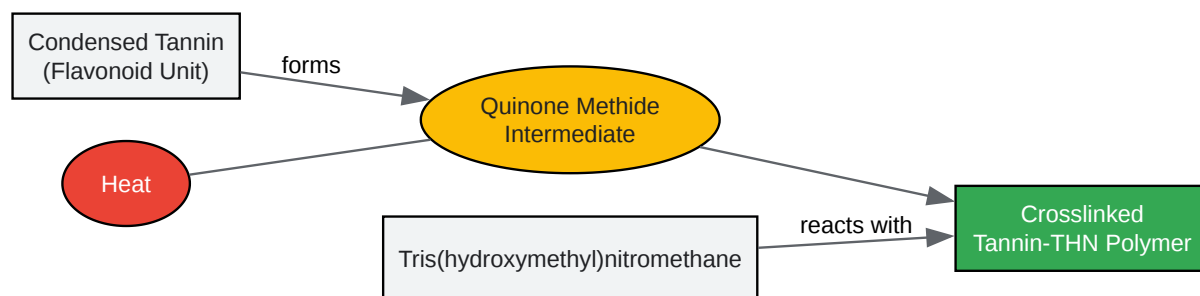 Condensed Tannin
(Flavonoid Unit)
forms
Quinone Methide
Intermediate
Heat
Tris(hydroxymethyl)nitromethane
reacts with
Crosslinked
Tannin-THN Polymer